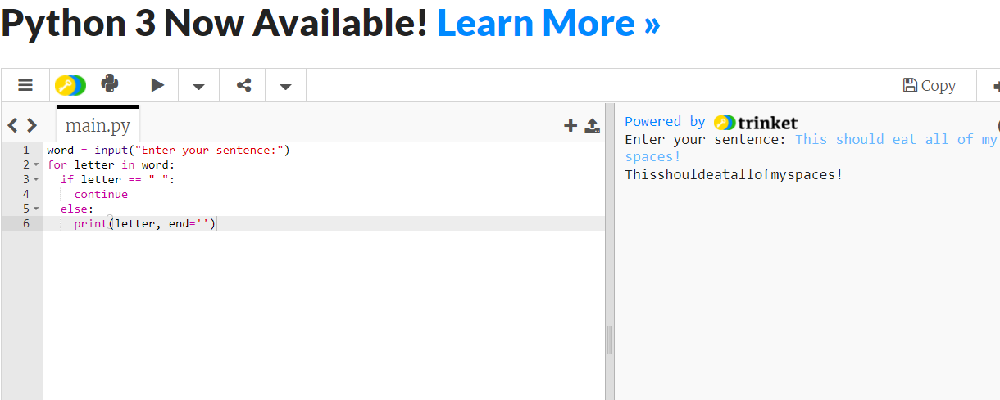 Python 3 Now Available! Learn More »
Copy
main.py
1 word = input("Enter your sentence:")
2 for letter in word:
3 if letter == " ":
4 continue
5 else:
6 print(letter, end='')
Powered by trinket
Enter your sentence: This should eat all of my
spaces!
Thisshouldeatallofmyspaces!